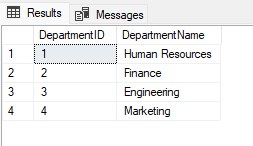 Results Messages
DepartmentID DepartmentName
1 1 Human Resources
2 2 Finance
3 3 Engineering
4 4 Marketing